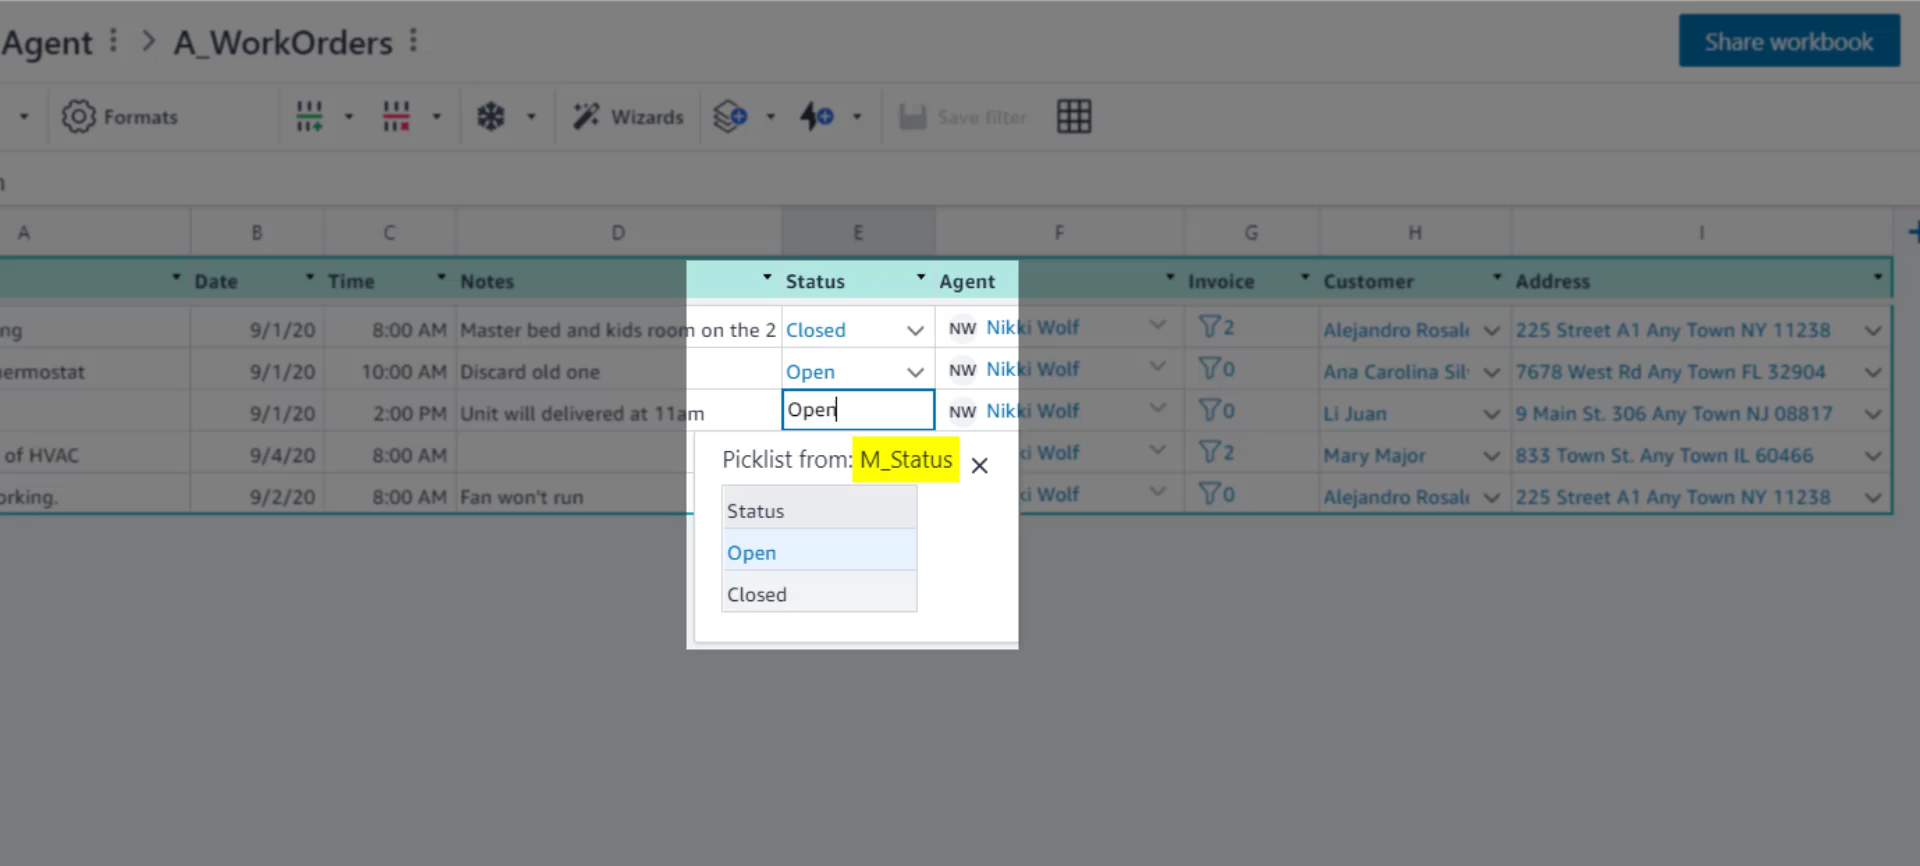 Agent > A_WorkOrders Share workbook
Formats Wizards Save filter
A B C D E F G H I
Date Time Notes Status Agent Invoice Customer Address
ng 9/1/20 8:00 AM Master bed and kids room on the 2 Closed NW Nikki Wolf 2 Alejandro Rosal 225 Street A1 Any Town NY 11238
ermostat 9/1/20 10:00 AM Discard old one Open NW Nikki Wolf 0 Ana Carolina Sil 7678 West Rd Any Town FL 32904
9/1/20 2:00 PM Unit will delivered at 11am Open NW Nikki Wolf 0 Li Juan 9 Main St. 306 Any Town NJ 08817
of HVAC 9/4/20 8:00 AM ki Wolf 2 Mary Major 833 Town St. Any Town IL 60466
orking. 9/2/20 8:00 AM Fan won't run ki Wolf 0 Alejandro Rosal 225 Street A1 Any Town NY 11238
Picklist from: M_Status
Status
Open
Closed